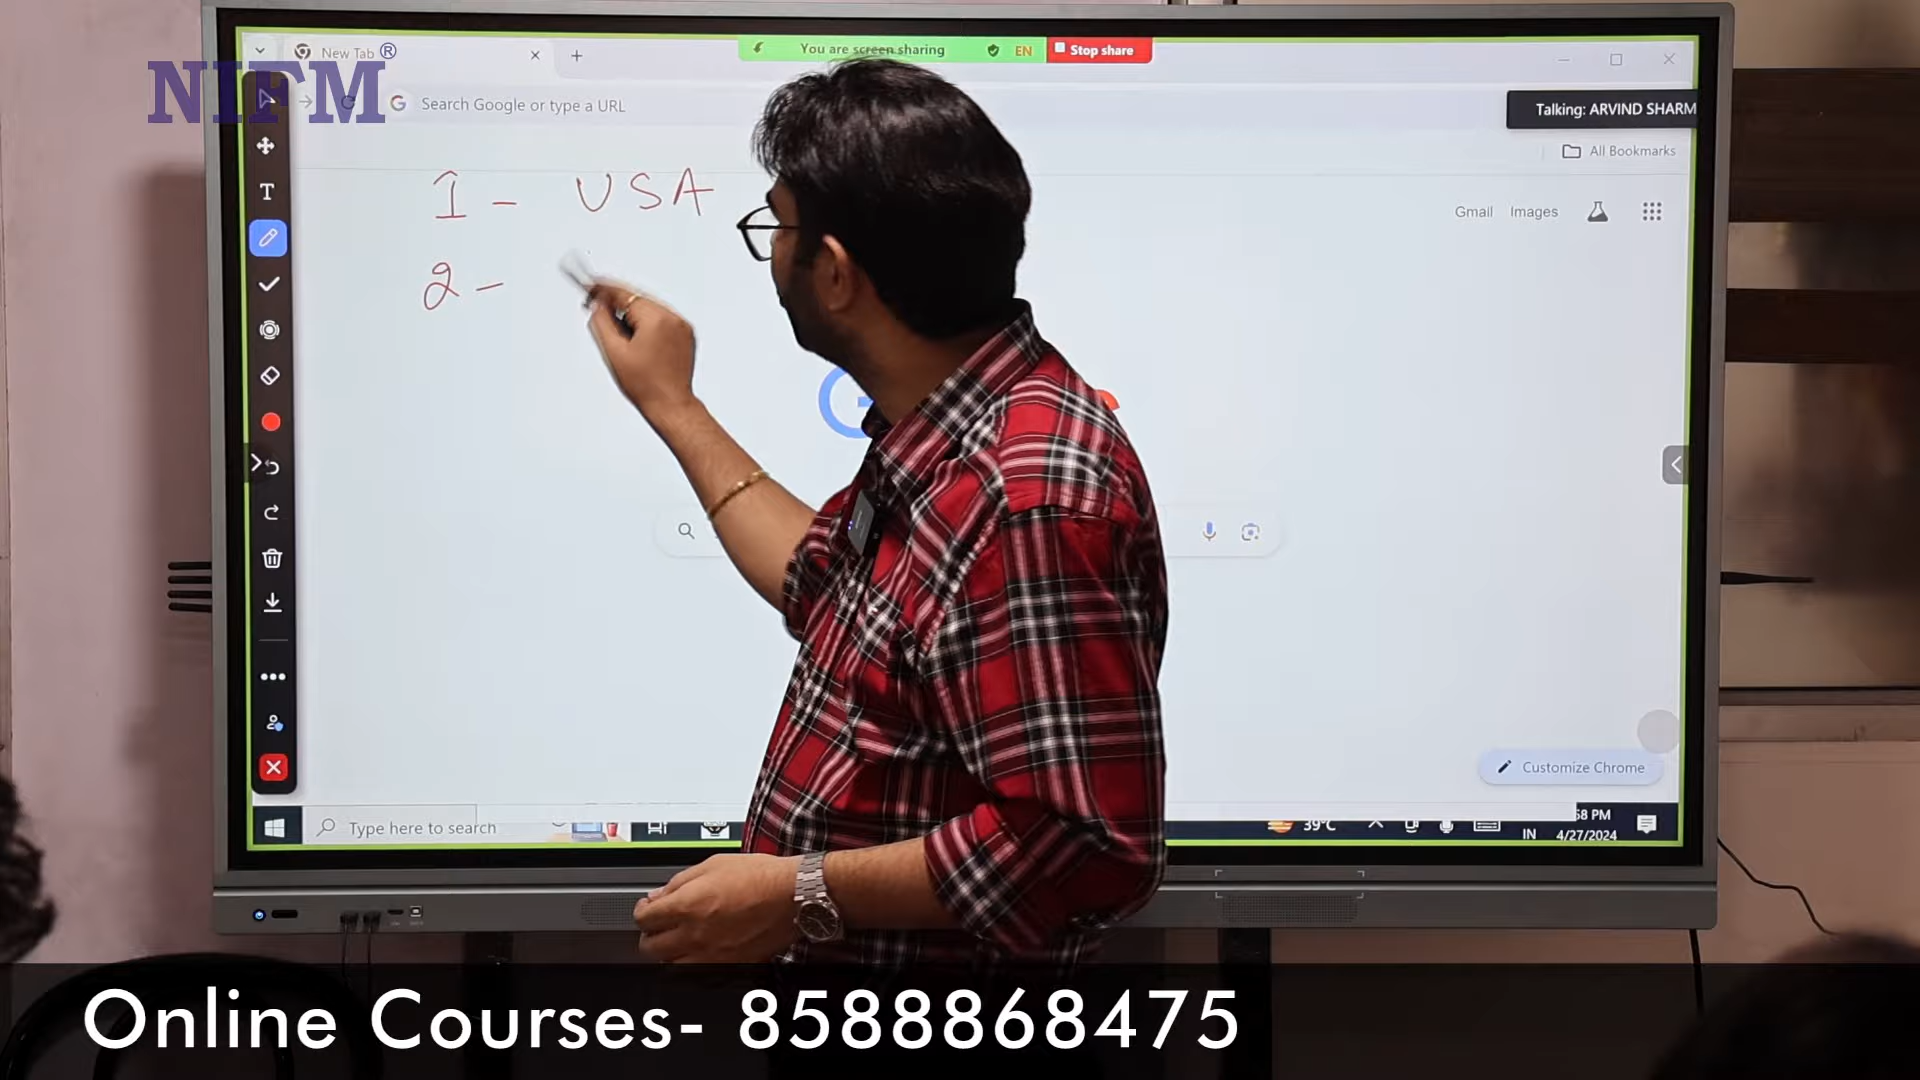 New Tab
NIFM®
You are screen sharing EN Stop share
Search Google or type a URL
Talking: ARVIND SHARM
All Bookmarks
1 - USA
Gmail Images
2 -
Customize Chrome
Type here to search
39°C
58 PM
IN 4/27/2024
Online Courses- 8588868475